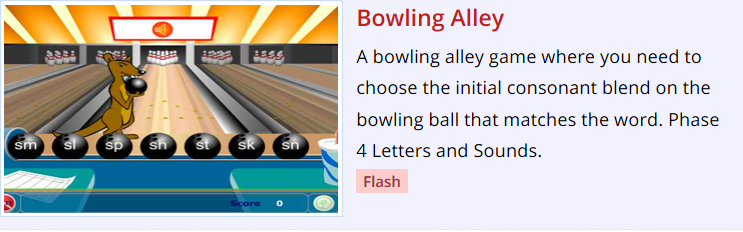 Bowling Alley
A bowling alley game where you need to
choose the initial consonant blend on the
bowling ball that matches the word. Phase
4 Letters and Sounds.
Flash
sm sl sp sh st sk sn
Score 0